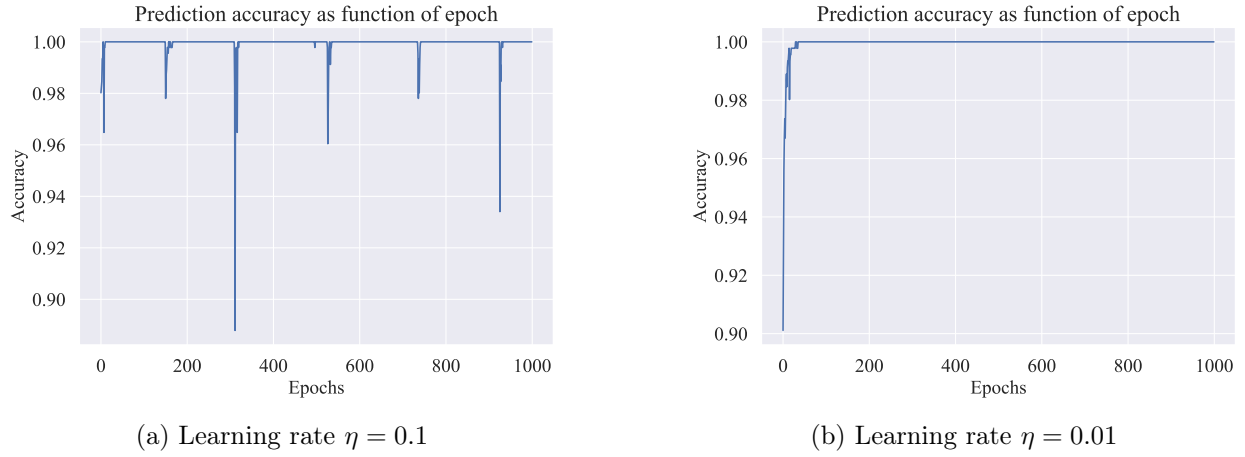 Prediction accuracy as function of epoch
1.00
0.98
0.96
0.94
0.92
0.90
Accuracy
0 200 400 600 800 1000
Epochs
(a) Learning rate η = 0.1
Prediction accuracy as function of epoch
1.00
0.98
0.96
0.94
0.92
0.90
Accuracy
0 200 400 600 800 1000
Epochs
(b) Learning rate η = 0.01